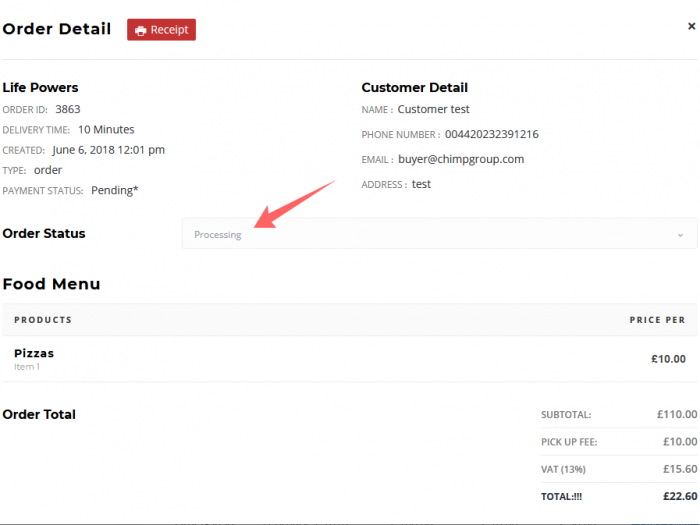 Order Detail Receipt ×
Life Powers
ORDER ID: 3863
DELIVERY TIME: 10 Minutes
CREATED: June 6, 2018 12:01 pm
TYPE: order
PAYMENT STATUS: Pending*
Customer Detail
NAME : Customer test
PHONE NUMBER : 004420232391216
EMAIL : buyer@chimpgroup.com
ADDRESS : test
Order Status Processing
Food Menu
PRODUCTS PRICE PER
Pizzas £10.00
Item 1
Order Total
SUBTOTAL: £110.00
PICK UP FEE: £10.00
VAT (13%) £15.60
TOTAL:!!! £22.60